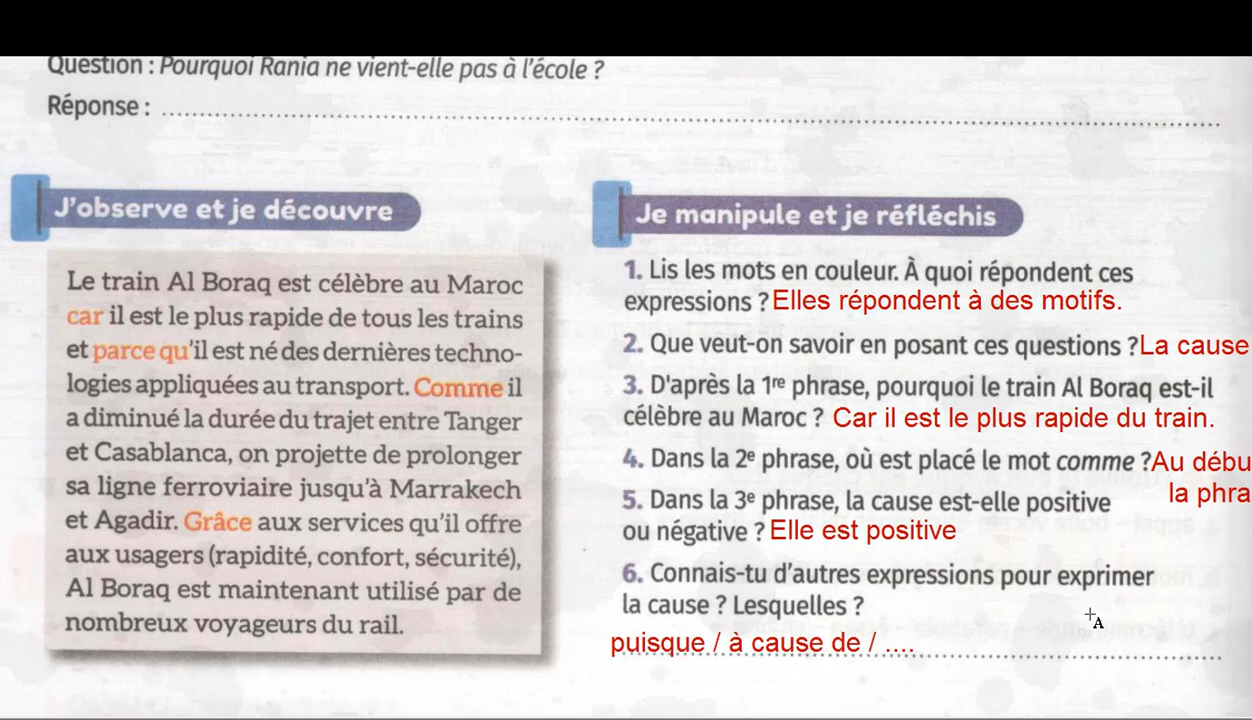 Question : Pourquoi Rania ne vient-elle pas à l'école ?
Réponse :
J'observe et je découvre
Le train Al Boraq est célèbre au Maroc
car il est le plus rapide de tous les trains
et parce qu'il est né des dernières techno-
logies appliquées au transport. Comme il
a diminué la durée du trajet entre Tanger
et Casablanca, on projette de prolonger
sa ligne ferroviaire jusqu'à Marrakech
et Agadir. Grâce aux services qu'il offre
aux usagers (rapidité, confort, sécurité),
Al Boraq est maintenant utilisé par de
nombreux voyageurs du rail.
Je manipule et je réfléchis
1. Lis les mots en couleur. À quoi répondent ces
expressions ? Elles répondent à des motifs.
2. Que veut-on savoir en posant ces questions ? La cause
3. D'après la 1re phrase, pourquoi le train Al Boraq est-il
célèbre au Maroc ? Car il est le plus rapide du train.
4. Dans la 2e phrase, où est placé le mot comme ? Au débu
la phra
5. Dans la 3e phrase, la cause est-elle positive
ou négative ? Elle est positive
6. Connais-tu d'autres expressions pour exprimer
la cause ? Lesquelles ?
puisque / à cause de / ....